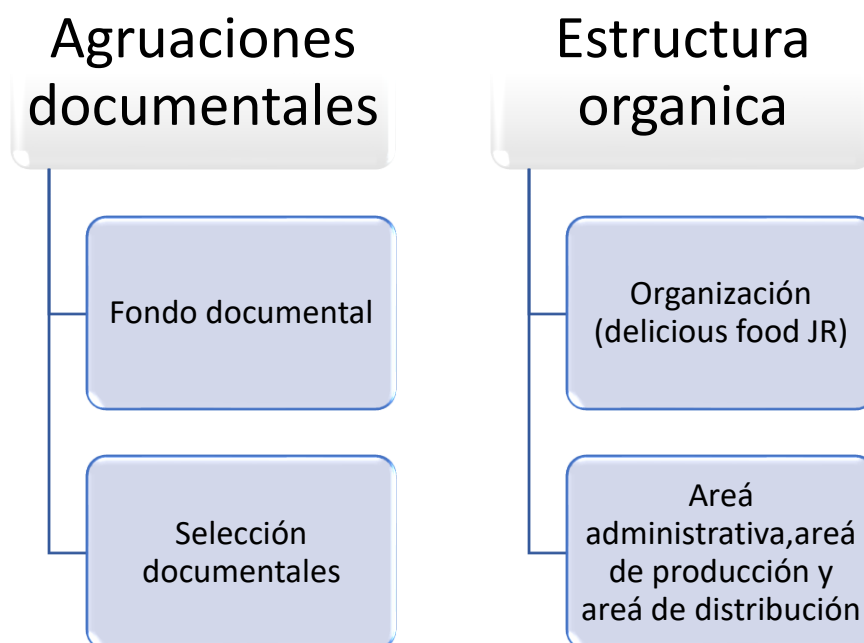 Agruaciones
documentales
Fondo documental
Selección
documentales
Estructura
organica
Organización
(delicious food JR)
Areá
administrativa,areá
de producción y
areá de distribución